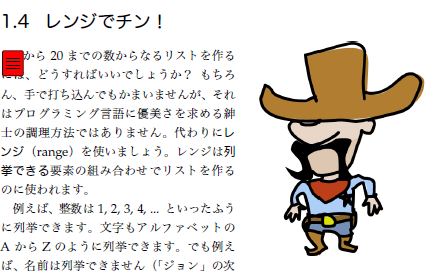 1.4 レンジでチン！
から 20 までの数からなるリストを作る
は、どうすればいいでしょうか？ もちろ
ん、手で打ち込んでもかまいませんが、それ
はプログラミング言語に優美さを求める紳
士の調理方法ではありません。代わりにレ
ンジ（range）を使いましょう。レンジは列
挙できる要素の組み合わせでリストを作る
のに使われます。
例えば、整数は 1, 2, 3, 4, ... といったふう
に列挙できます。文字もアルファベットの
A から Z のように列挙できます。でも例え
ば、名前は列挙できません（「ジョン」の次